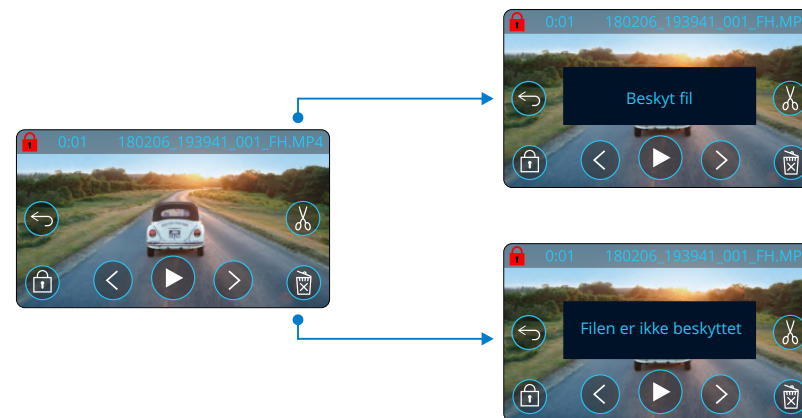 0:01 180206_193941_001_FH.MP4
0:01 180206_193941_001_FH.MP
Beskyt fil
0:01 180206_193941_001_FH.MP
Filen er ikke beskyttet